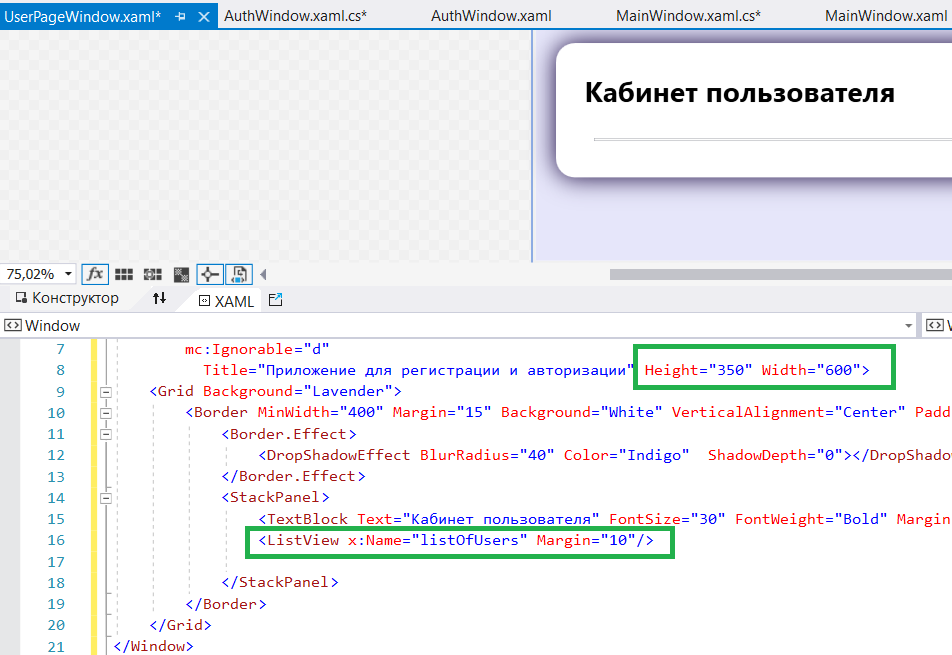 UserPageWindow.xaml* AuthWindow.xaml.cs* AuthWindow.xaml MainWindow.xaml.cs* MainWindow.xaml
Кабинет пользователя
75,02% fx
Конструктор XAML
Window
7 mc:Ignorable="d"
8 Title="Приложение для регистрации и авторизации" Height="350" Width="600">
9 <Grid Background="Lavender">
10 <Border MinWidth="400" Margin="15" Background="White" VerticalAlignment="Center" Padd
11 <Border.Effect>
12 <DropShadowEffect BlurRadius="40" Color="Indigo" ShadowDepth="0"></DropShadow
13 </Border.Effect>
14 <StackPanel>
15 <TextBlock Text="Кабинет пользователя" FontSize="30" FontWeight="Bold" Margin
16 <ListView x:Name="listOfUsers" Margin="10"/>
17
18 </StackPanel>
19 </Border>
20 </Grid>
21 </Window>